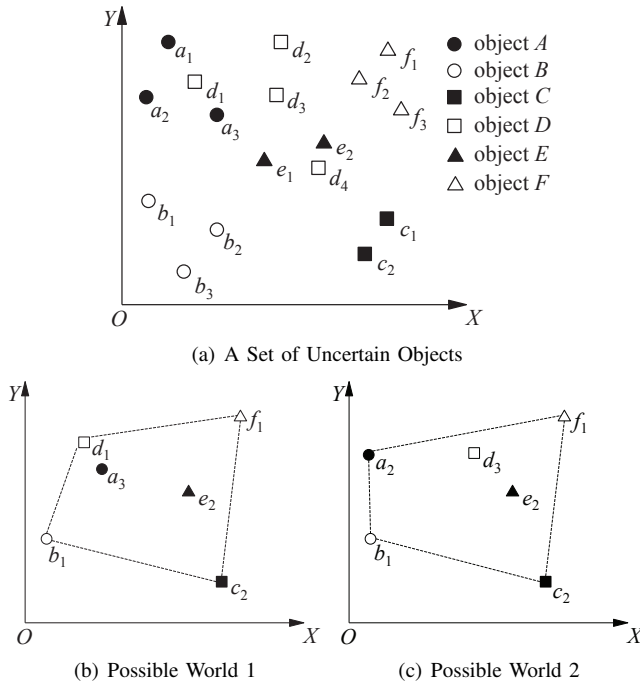 Y
a1
d2
f1
object A
d1
f2
object B
a2
a3
d3
f3
object C
object D
e1
e2
object E
d4
object F
b1
b2
c1
b3
c2
O
X
(a) A Set of Uncertain Objects
Y
f1
d1
a3
e2
b1
c2
O
X
(b) Possible World 1
Y
f1
a2
d3
e2
b1
c2
O
X
(c) Possible World 2